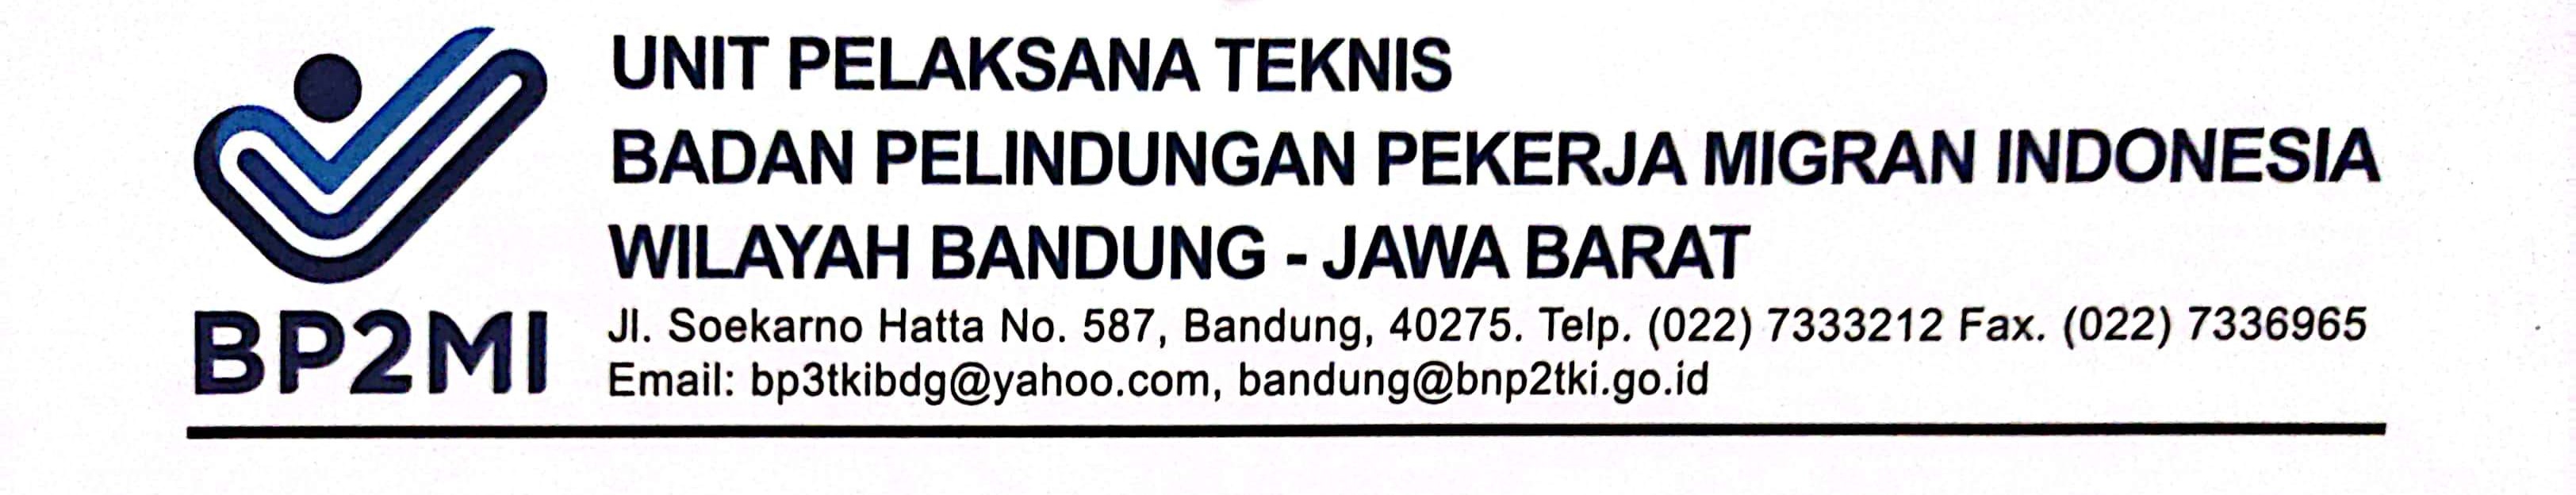 UNIT PELAKSANA TEKNIS
BADAN PELINDUNGAN PEKERJA MIGRAN INDONESIA
WILAYAH BANDUNG - JAWA BARAT
BP2MI
Jl. Soekarno Hatta No. 587, Bandung, 40275. Telp. (022) 7333212 Fax. (022) 7336965
Email: bp3tkibdg@yahoo.com, bandung@bnp2tki.go.id